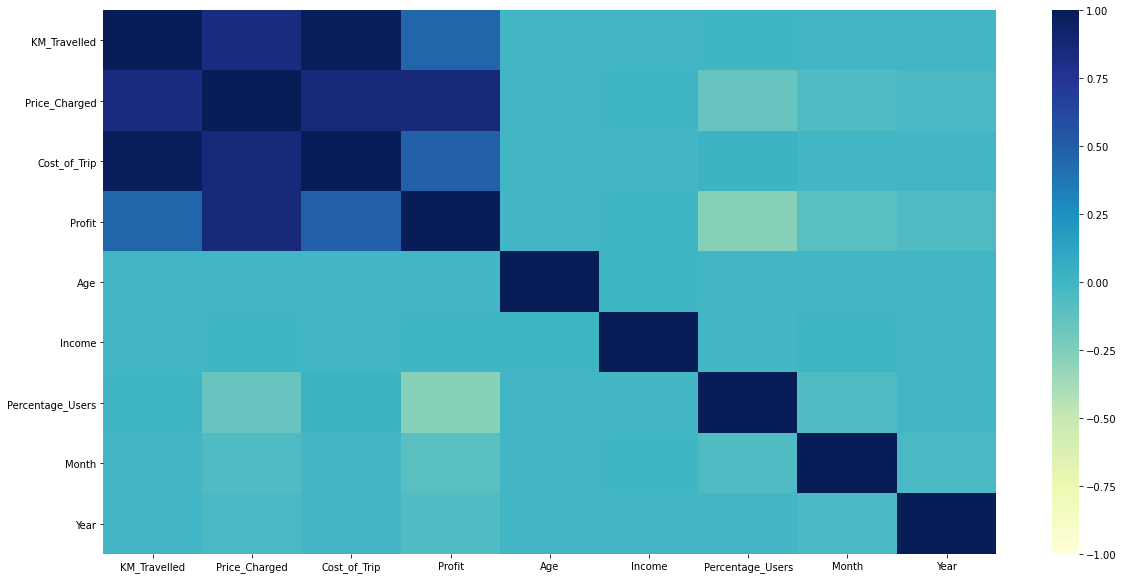 KM_Travelled
Price_Charged
Cost_of_Trip
Profit
Age
Income
Percentage_Users
Month
Year
KM_Travelled Price_Charged Cost_of_Trip Profit Age Income Percentage_Users Month Year
1.00
0.75
0.50
0.25
0.00
−0.25
−0.50
−0.75
−1.00